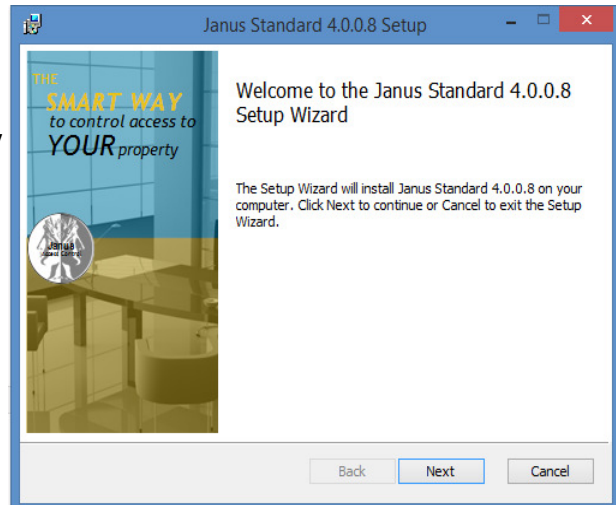 Janus Standard 4.0.0.8 Setup
THE
SMART WAY
to control access to
YOUR property
Janus
Access Control
Welcome to the Janus Standard 4.0.0.8
Setup Wizard
The Setup Wizard will install Janus Standard 4.0.0.8 on your
computer. Click Next to continue or Cancel to exit the Setup
Wizard.
Back
Next
Cancel